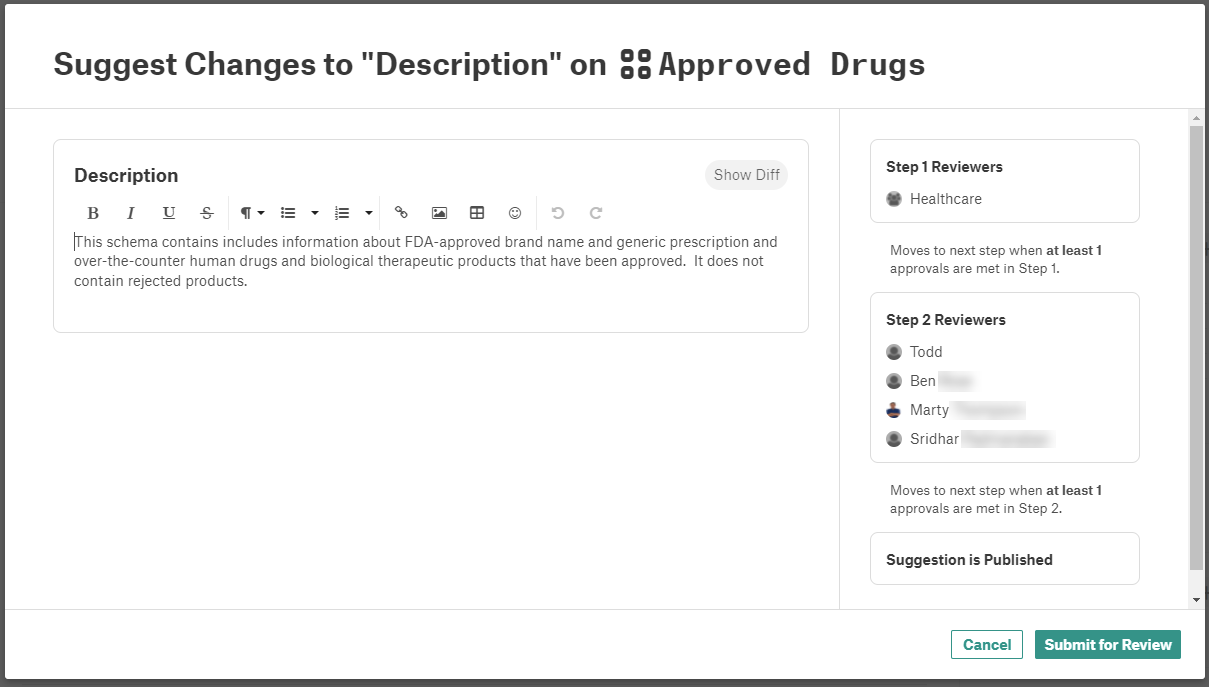 Suggest Changes to "Description" on Approved Drugs
Description
Show Diff
B I U S ¶
This schema contains includes information about FDA-approved brand name and generic prescription and
over-the-counter human drugs and biological therapeutic products that have been approved.  It does not
contain rejected products.
Step 1 Reviewers
Healthcare
Moves to next step when at least 1
approvals are met in Step 1.
Step 2 Reviewers
Todd
Ben
Marty
Sridhar
Moves to next step when at least 1
approvals are met in Step 2.
Suggestion is Published
Cancel
Submit for Review